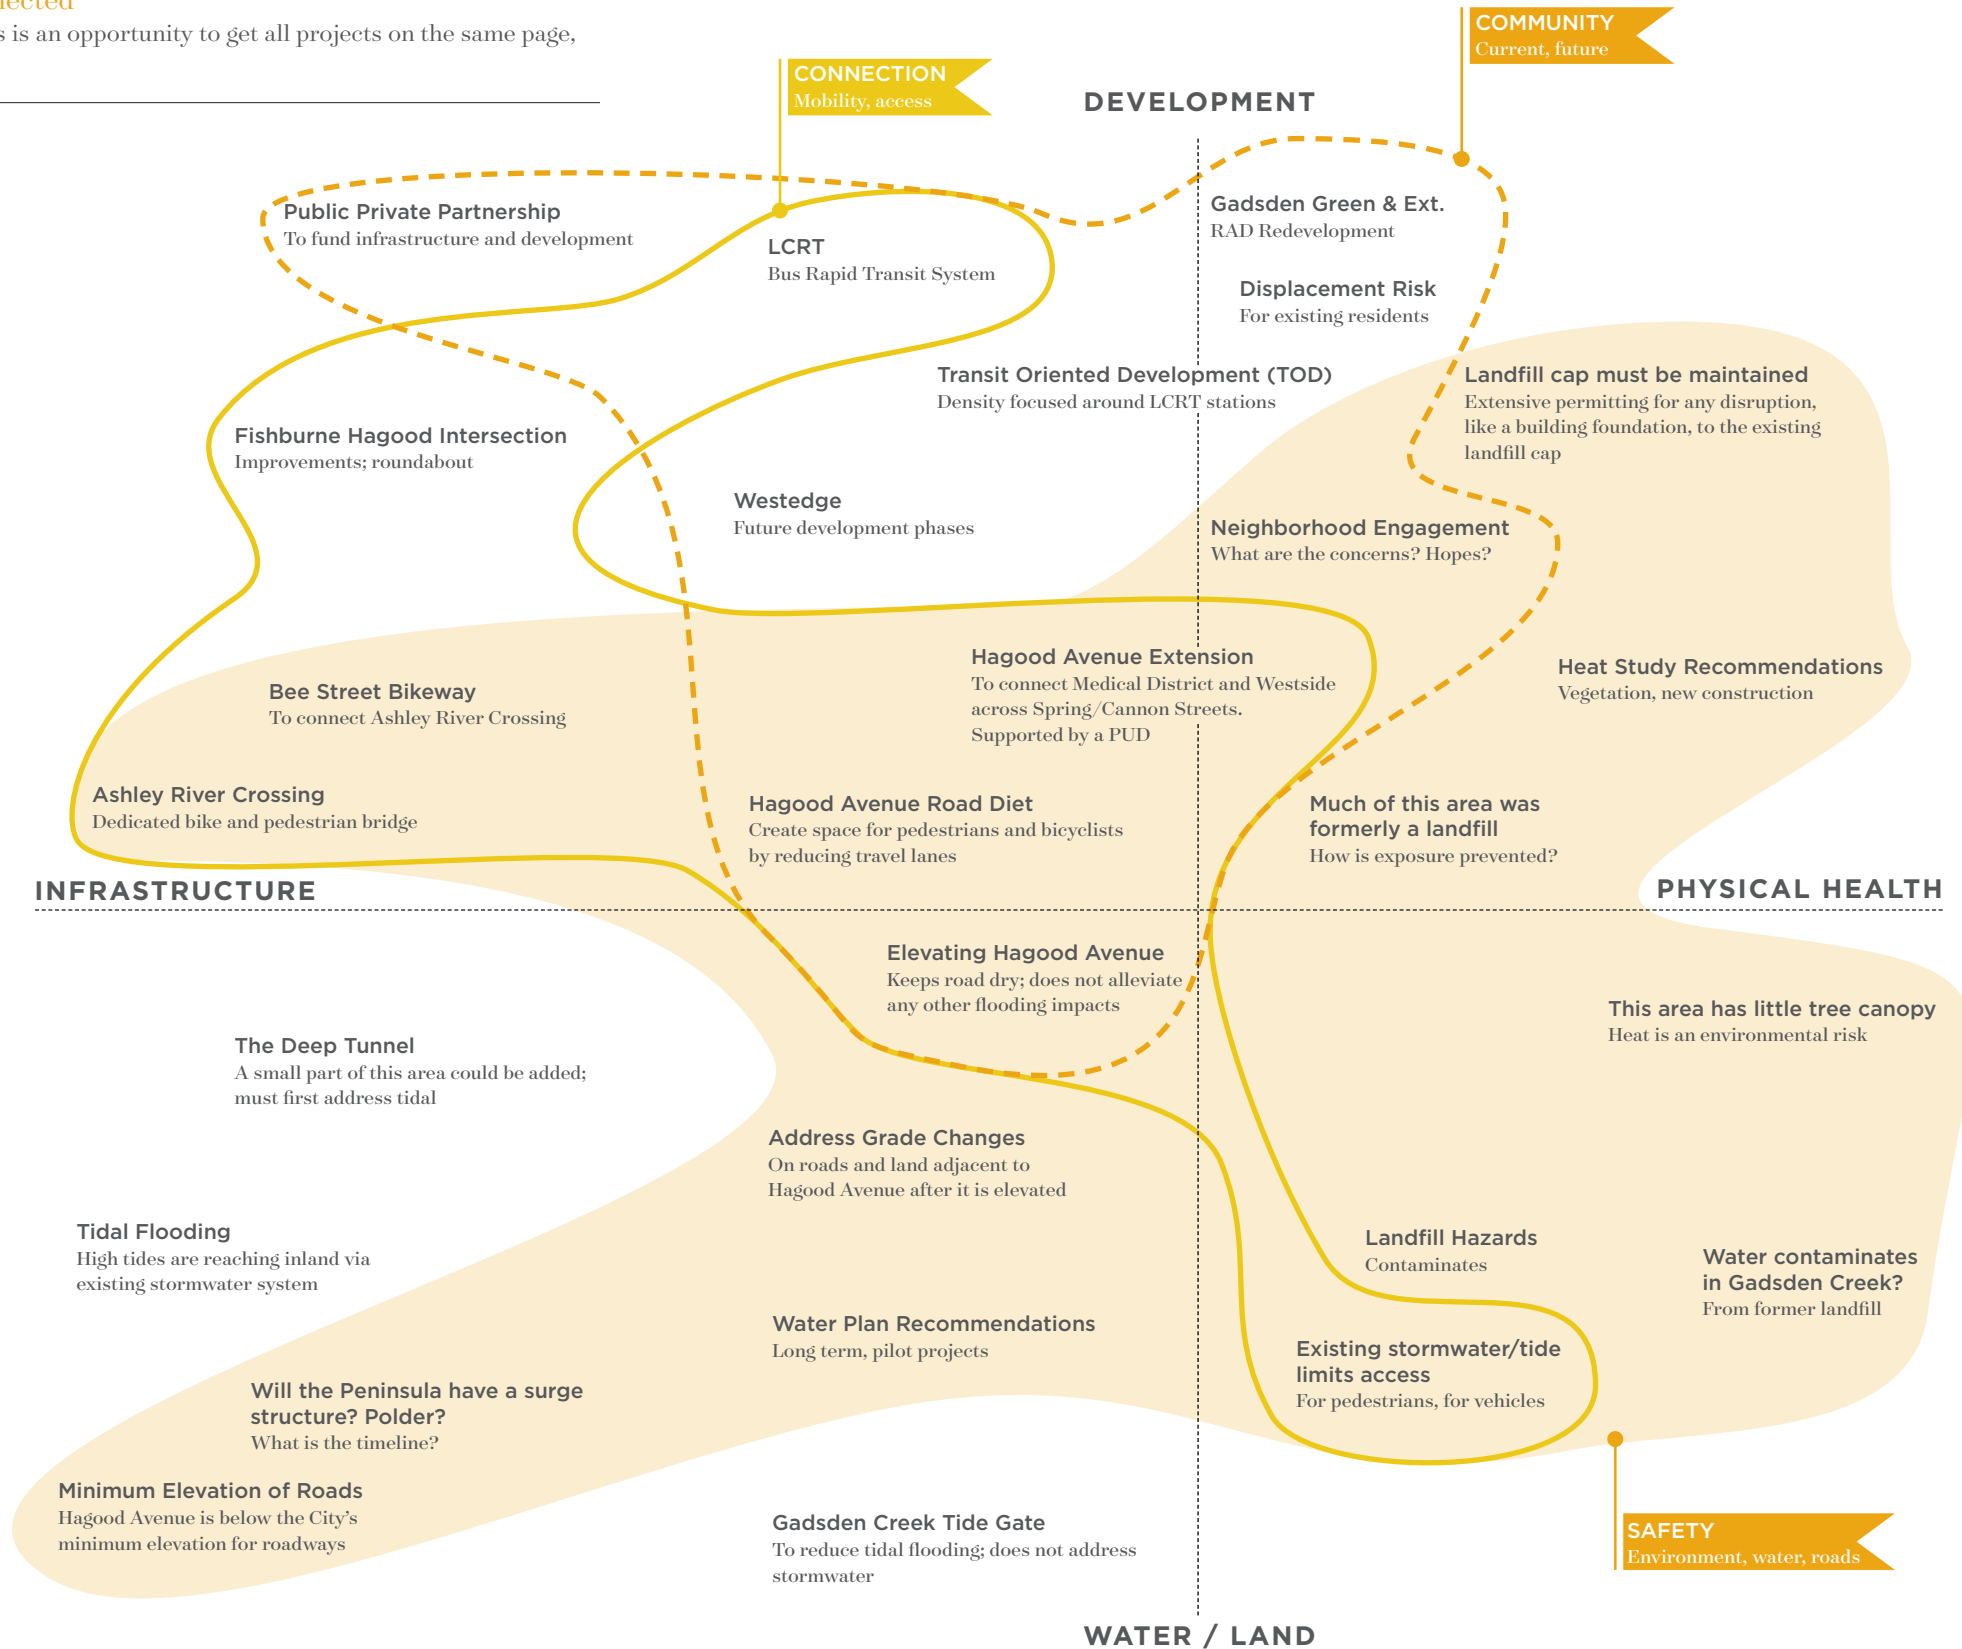 s is an opportunity to get all projects on the same page,
COMMUNITY
Current, future
CONNECTION
Mobility, access
DEVELOPMENT
Public Private Partnership
To fund infrastructure and development
LCRT
Bus Rapid Transit System
Gadsden Green & Ext.
RAD Redevelopment
Displacement Risk
For existing residents
Transit Oriented Development (TOD)
Density focused around LCRT stations
Landfill cap must be maintained
Extensive permitting for any disruption,
like a building foundation, to the existing
landfill cap
Fishburne Hagood Intersection
Improvements; roundabout
Westedge
Future development phases
Neighborhood Engagement
What are the concerns? Hopes?
Hagood Avenue Extension
To connect Medical District and Westside
across Spring/Cannon Streets.
Supported by a PUD
Heat Study Recommendations
Vegetation, new construction
Bee Street Bikeway
To connect Ashley River Crossing
Ashley River Crossing
Dedicated bike and pedestrian bridge
Hagood Avenue Road Diet
Create space for pedestrians and bicyclists
by reducing travel lanes
Much of this area was
formerly a landfill
How is exposure prevented?
INFRASTRUCTURE
PHYSICAL HEALTH
Elevating Hagood Avenue
Keeps road dry; does not alleviate
any other flooding impacts
This area has little tree canopy
Heat is an environmental risk
The Deep Tunnel
A small part of this area could be added;
must first address tidal
Address Grade Changes
On roads and land adjacent to
Hagood Avenue after it is elevated
Tidal Flooding
High tides are reaching inland via
existing stormwater system
Landfill Hazards
Contaminates
Water contaminates
in Gadsden Creek?
From former landfill
Water Plan Recommendations
Long term, pilot projects
Existing stormwater/tide
limits access
For pedestrians, for vehicles
Will the Peninsula have a surge
structure? Polder?
What is the timeline?
Minimum Elevation of Roads
Hagood Avenue is below the City's
minimum elevation for roadways
Gadsden Creek Tide Gate
To reduce tidal flooding; does not address
stormwater
SAFETY
Environment, water, roads
WATER / LAND